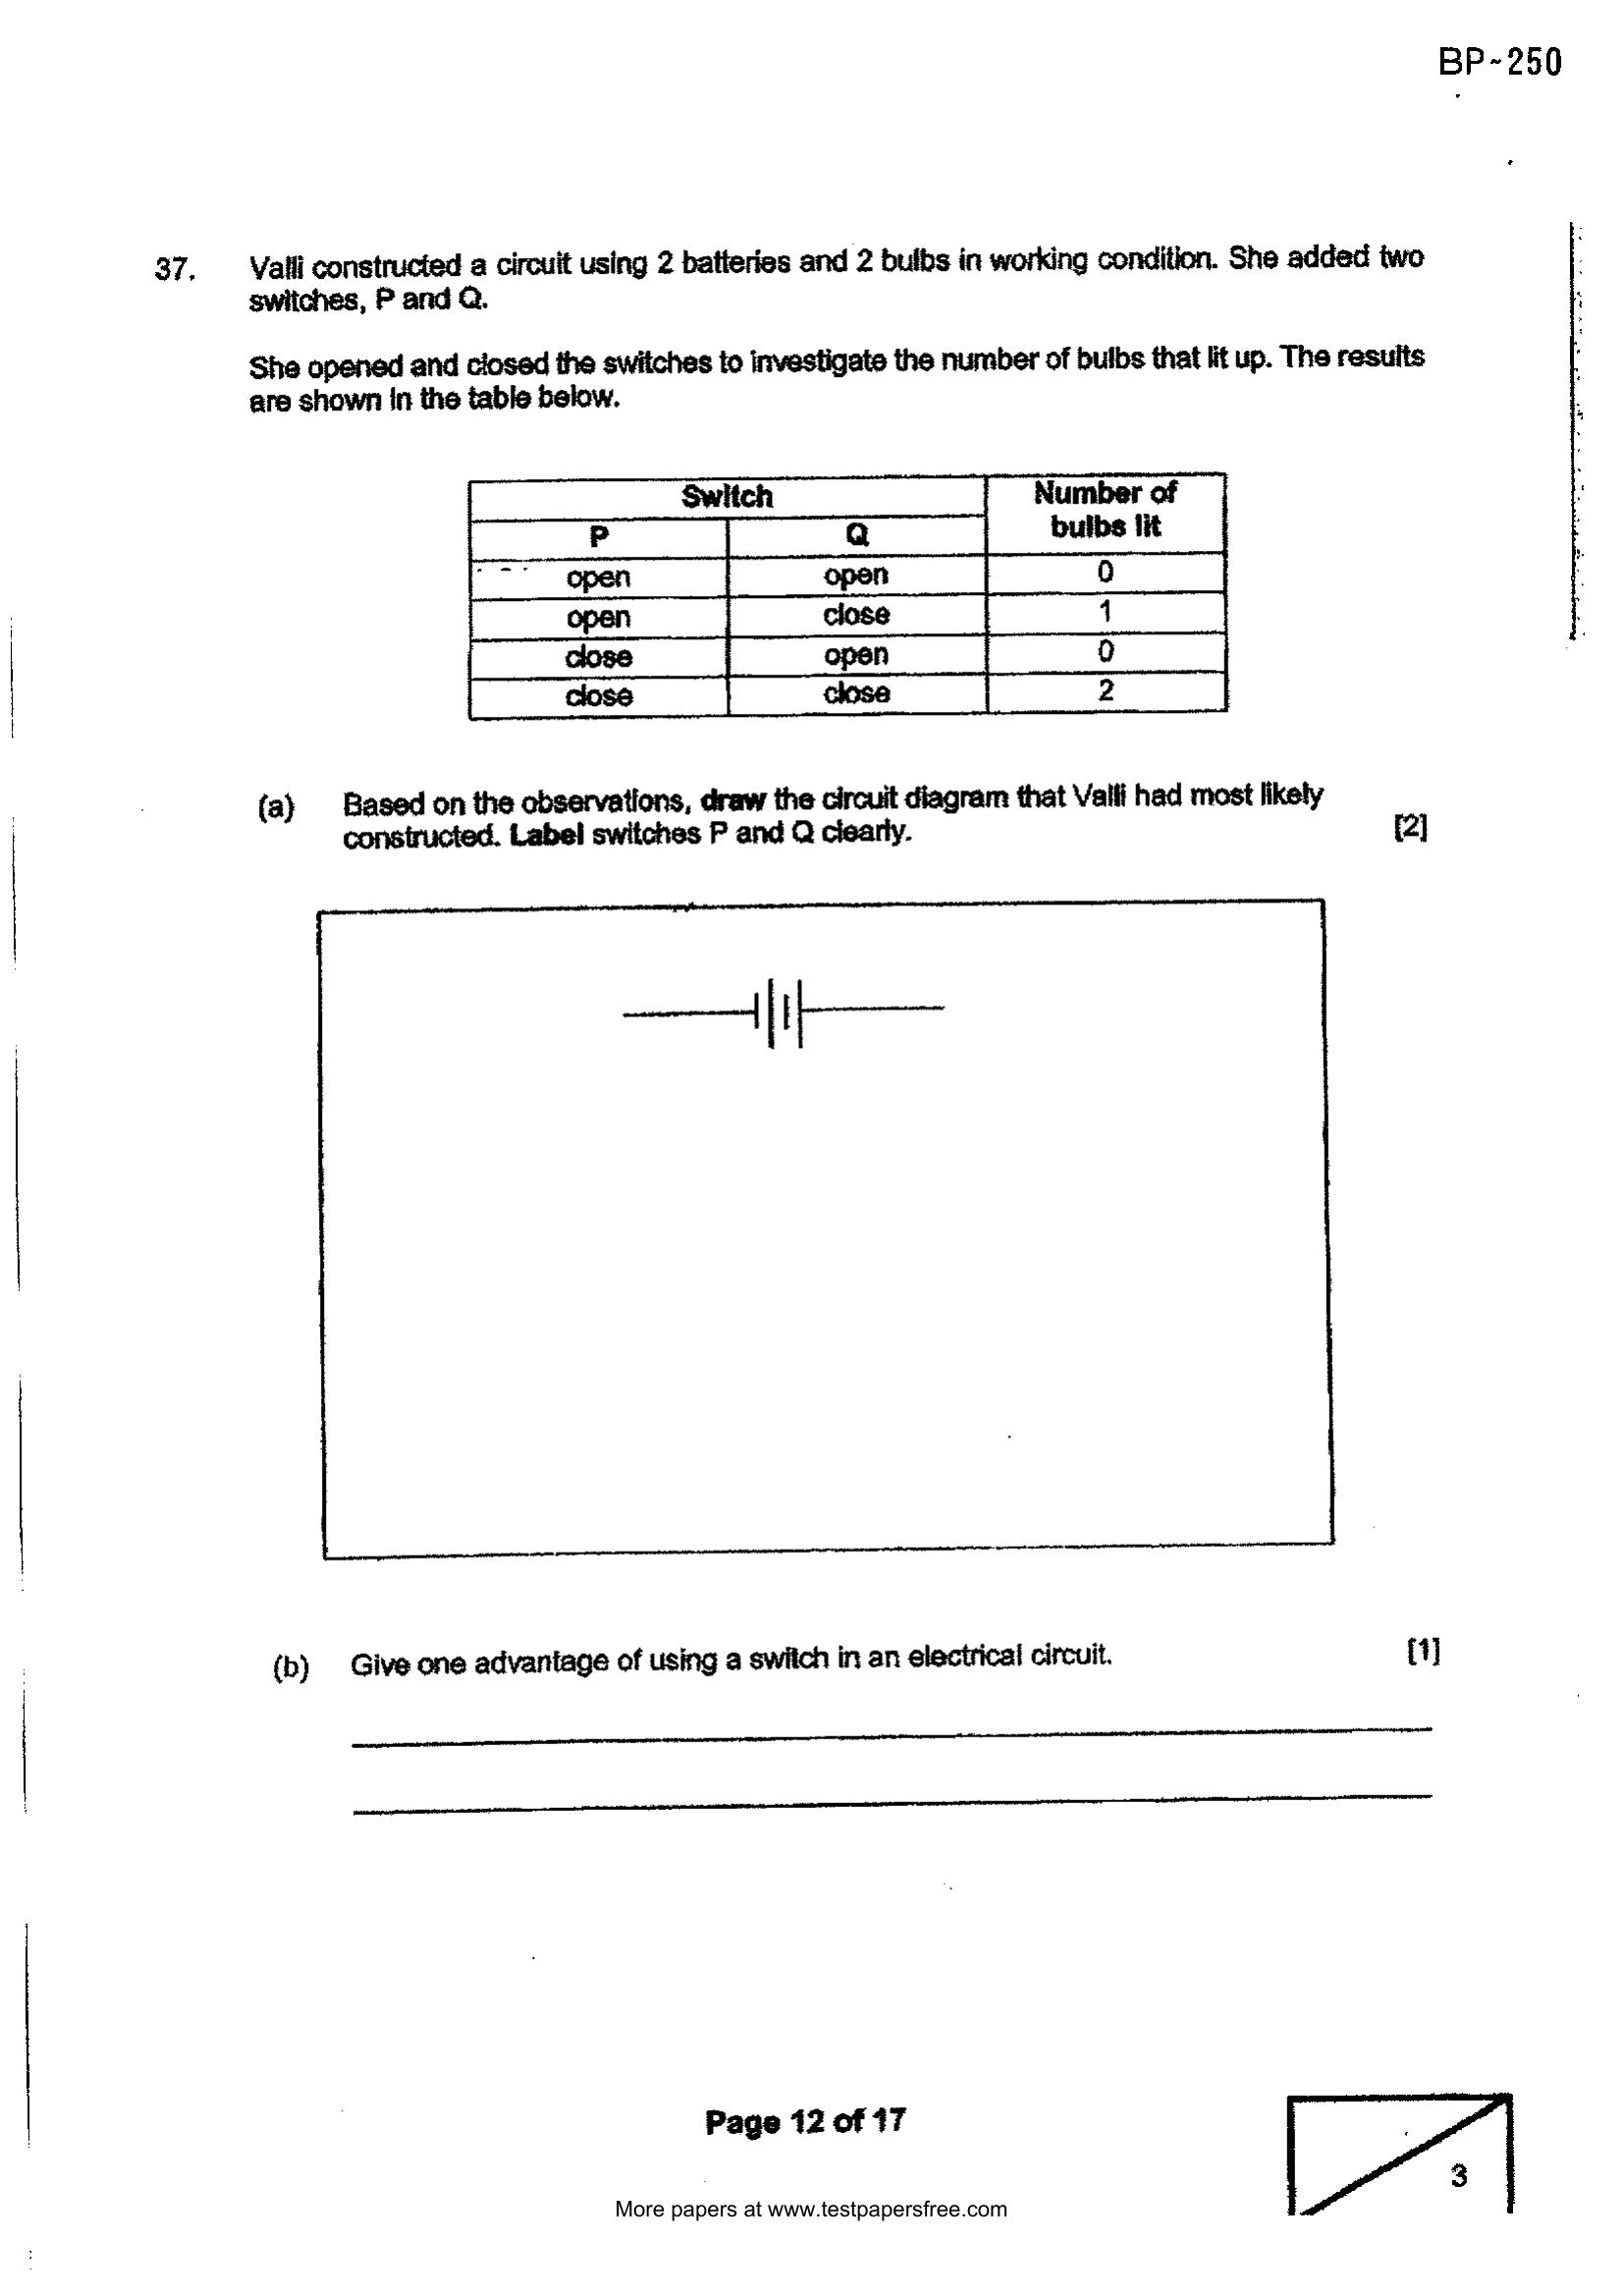 BP-250
37. Valli constructed a circuit using 2 batteries and 2 bulbs in working condition. She added two
switches, P and Q.
She opened and closed the switches to investigate the number of bulbs that lit up. The results
are shown in the table below.
Switch Number of
P Q bulbs lit
open open 0
open close 1
close open 0
close close 2
(a) Based on the observations, draw the circuit diagram that Valli had most likely
constructed. Label switches P and Q clearly. [2]
(b) Give one advantage of using a switch in an electrical circuit. [1]
Page 12 of 17
3
More papers at www.testpapersfree.com